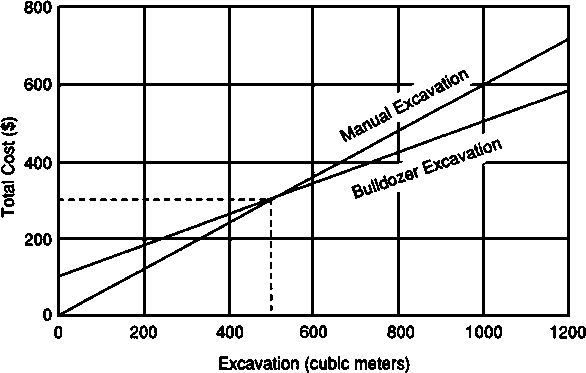 800
600
400
200
0
Total Cost ($)
Manual Excavation
Bulldozer Excavation
0 200 400 600 800 1000 1200
Excavation (cubic meters)